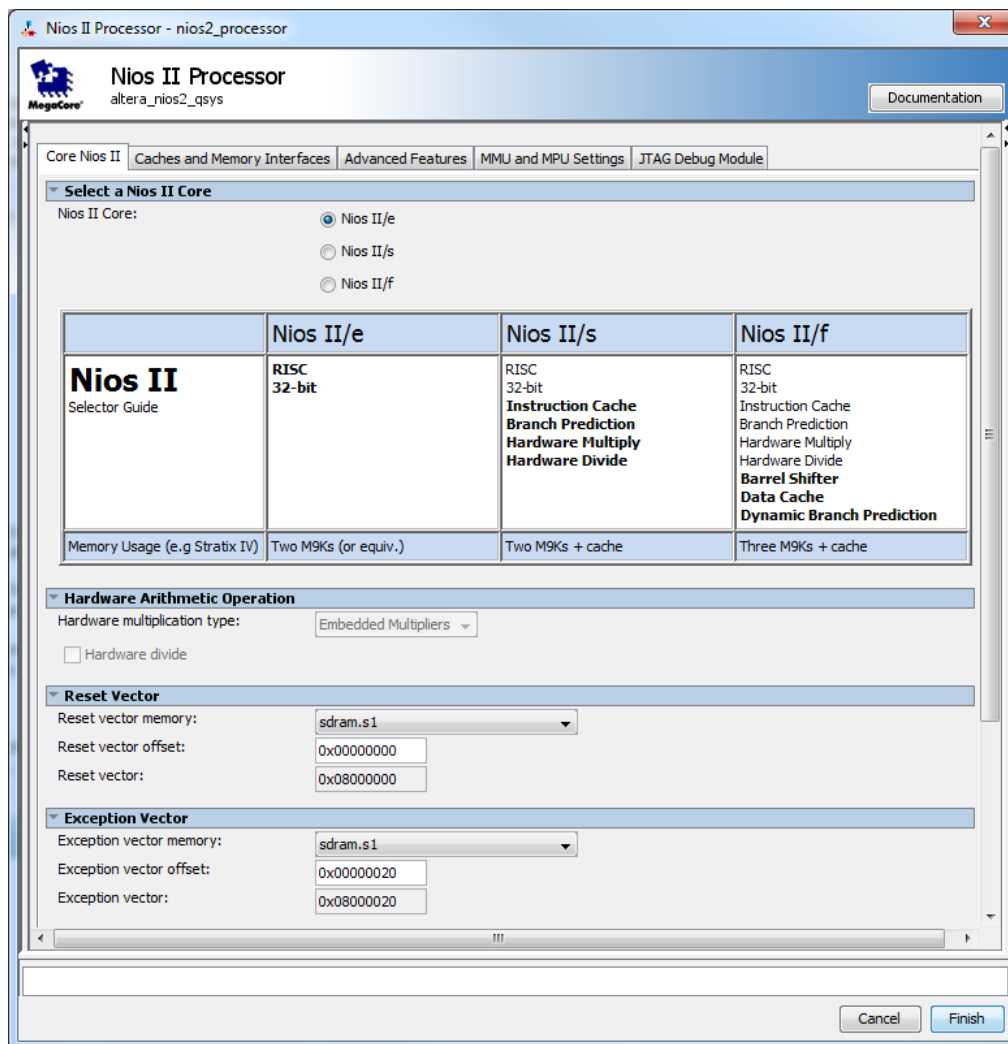 Nios II Processor - nios2_processor
MegaCore®
Nios II Processor
altera_nios2_qsys
Documentation
Core Nios II Caches and Memory Interfaces Advanced Features MMU and MPU Settings JTAG Debug Module
Select a Nios II Core
Nios II Core:
Nios II/e
Nios II/s
Nios II/f
Nios II/e Nios II/s Nios II/f
Nios II
Selector Guide
RISC
32-bit
RISC
32-bit
Instruction Cache
Branch Prediction
Hardware Multiply
Hardware Divide
RISC
32-bit
Instruction Cache
Branch Prediction
Hardware Multiply
Hardware Divide
Barrel Shifter
Data Cache
Dynamic Branch Prediction
Memory Usage (e.g Stratix IV) Two M9Ks (or equiv.) Two M9Ks + cache Three M9Ks + cache
Hardware Arithmetic Operation
Hardware multiplication type: Embedded Multipliers
Hardware divide
Reset Vector
Reset vector memory: sdram.s1
Reset vector offset: 0x00000000
Reset vector: 0x08000000
Exception Vector
Exception vector memory: sdram.s1
Exception vector offset: 0x00000020
Exception vector: 0x08000020
Cancel Finish